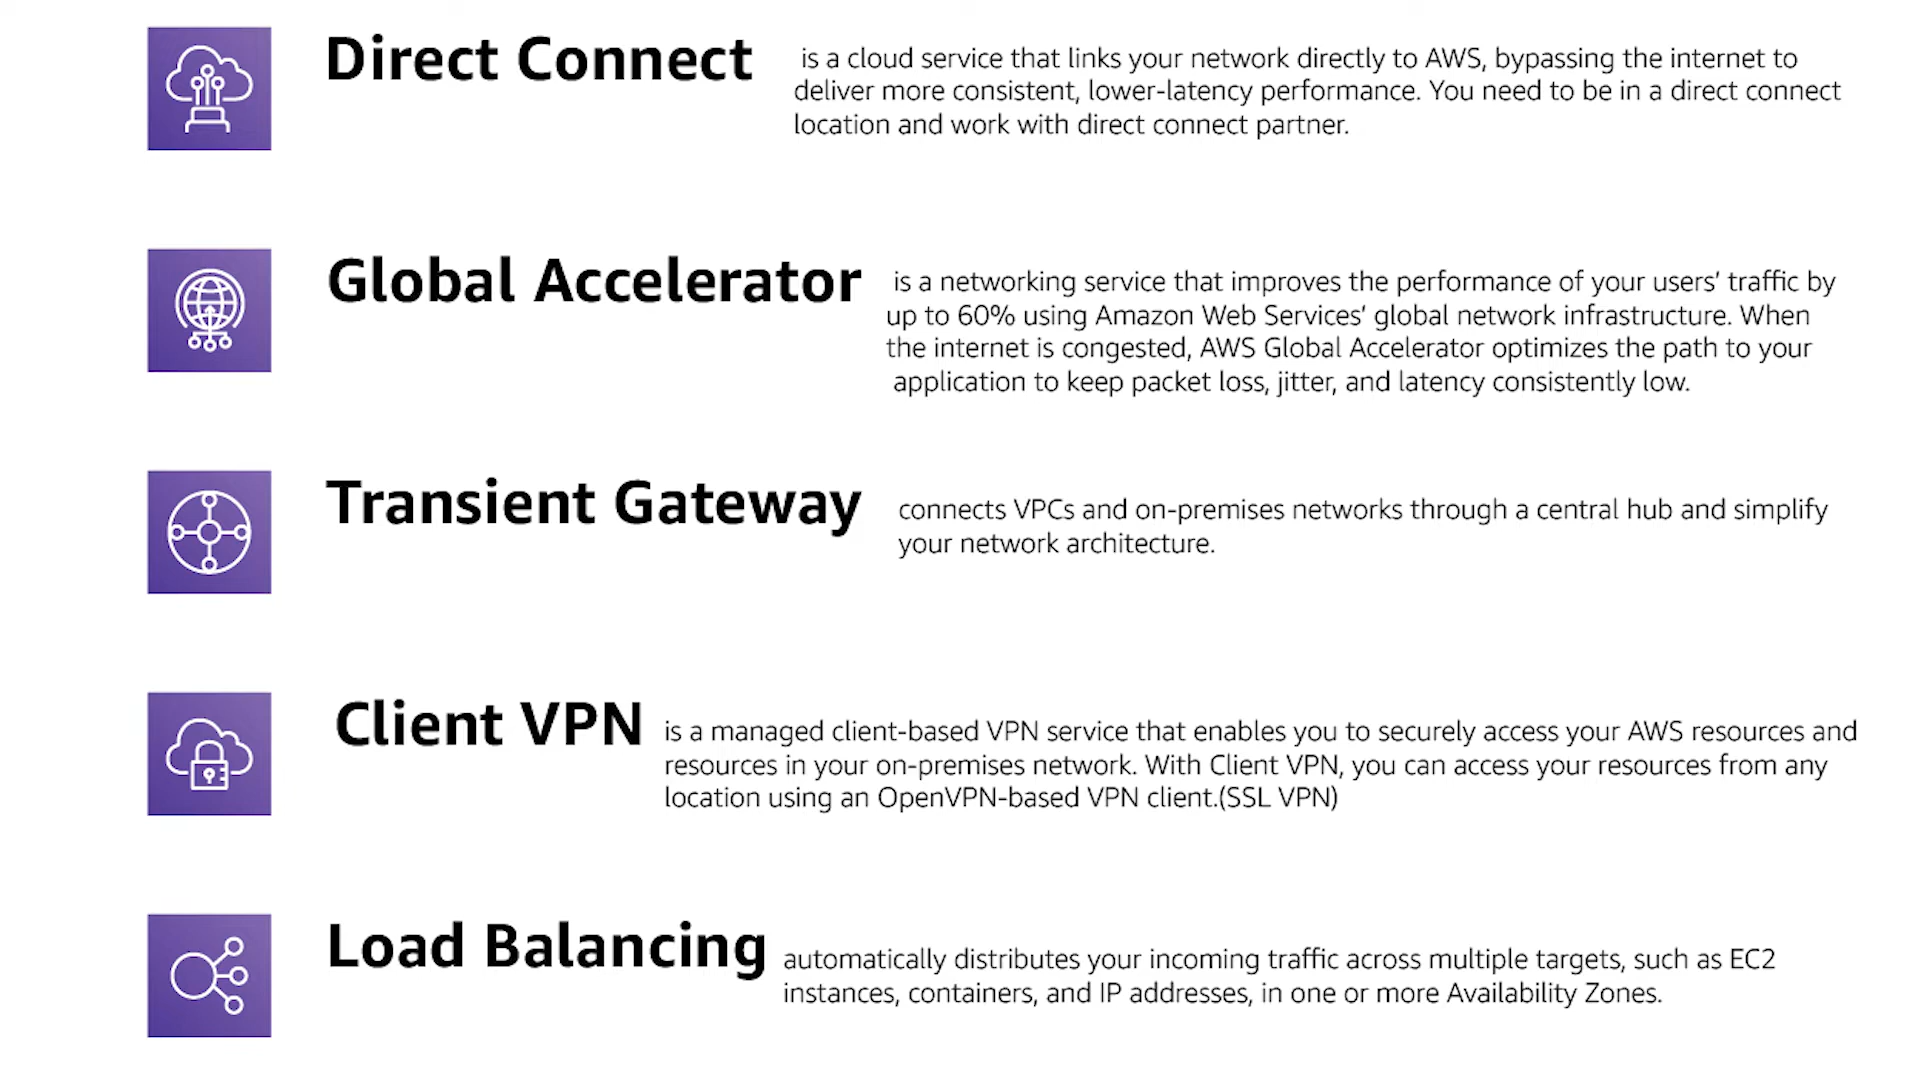 Direct Connect is a cloud service that links your network directly to AWS, bypassing the internet to
deliver more consistent, lower-latency performance. You need to be in a direct connect
location and work with direct connect partner.
Global Accelerator is a networking service that improves the performance of your users’ traffic by
up to 60% using Amazon Web Services’ global network infrastructure. When
the internet is congested, AWS Global Accelerator optimizes the path to your
application to keep packet loss, jitter, and latency consistently low.
Transient Gateway connects VPCs and on-premises networks through a central hub and simplify
your network architecture.
Client VPN is a managed client-based VPN service that enables you to securely access your AWS resources and
resources in your on-premises network. With Client VPN, you can access your resources from any
location using an OpenVPN-based VPN client.(SSL VPN)
Load Balancing automatically distributes your incoming traffic across multiple targets, such as EC2
instances, containers, and IP addresses, in one or more Availability Zones.